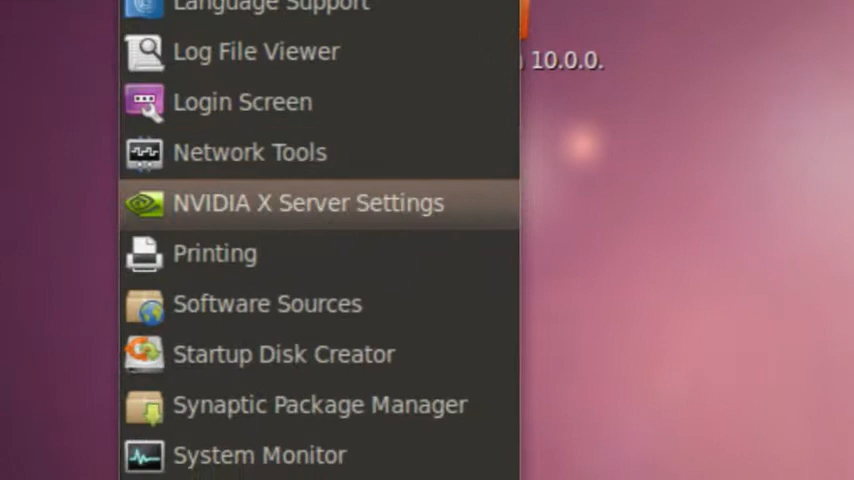 Language Support
Log File Viewer
10.0.0.
Login Screen
Network Tools
NVIDIA X Server Settings
Printing
Software Sources
Startup Disk Creator
Synaptic Package Manager
System Monitor